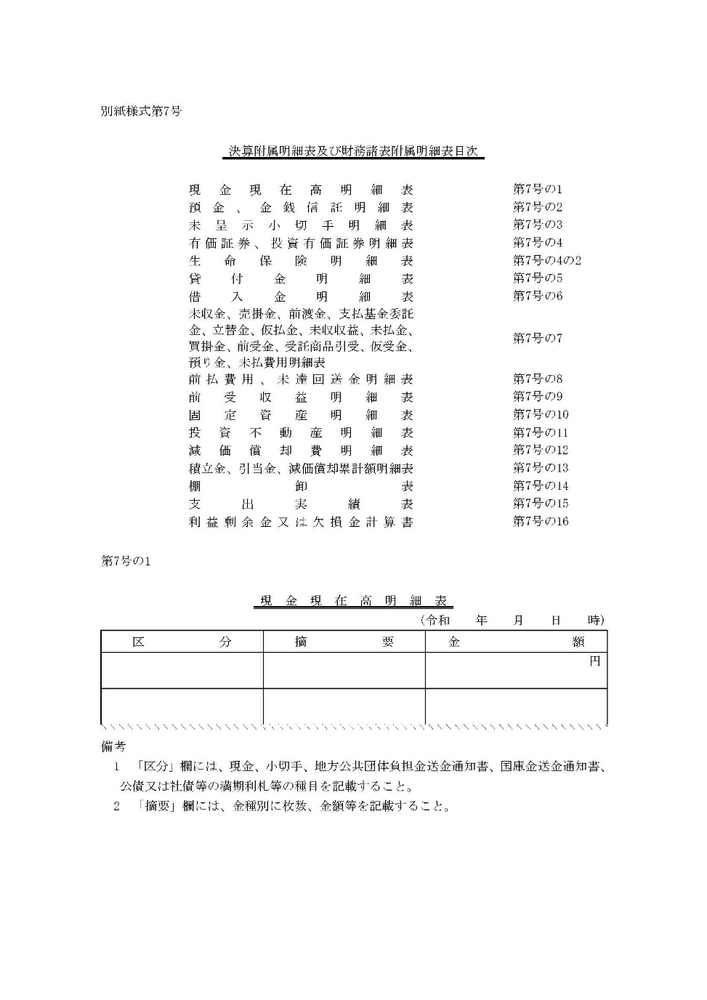 別紙様式第7号
決算附属明細表及び財務諸表附属明細表目次
現金現在高明細表 第7号の1
預金、金銭信託明細表 第7号の2
未呈示小切手明細表 第7号の3
有価証券、投資有価証券明細表 第7号の4
生命保険明細表 第7号の4の2
貸付金明細表 第7号の5
借入金明細表 第7号の6
未収金、売掛金、前渡金、支払基金委託
金、立替金、仮払金、未収収益、未払金、
買掛金、前受金、受託商品引受、仮受金、 第7号の7
預り金、未払費用明細表
前払費用、未達回送金明細表 第7号の8
前受収益明細表 第7号の9
固定資産明細表 第7号の10
投資不動産明細表 第7号の11
減価償却費明細表 第7号の12
積立金、引当金、減価償却累計額明細表 第7号の13
棚卸表 第7号の14
支出実績表 第7号の15
利益剰余金又は欠損金計算書 第7号の16
第7号の1
現金現在高明細表
(令和 年 月 日 時)
区分 摘要 金額
円
備考
1 「区分」欄には、現金、小切手、地方公共団体負担金送金通知書、国庫金送金通知書、
公債又は社債等の満期利札等の種目を記載すること。
2 「摘要」欄には、金種別に枚数、金額等を記載すること。